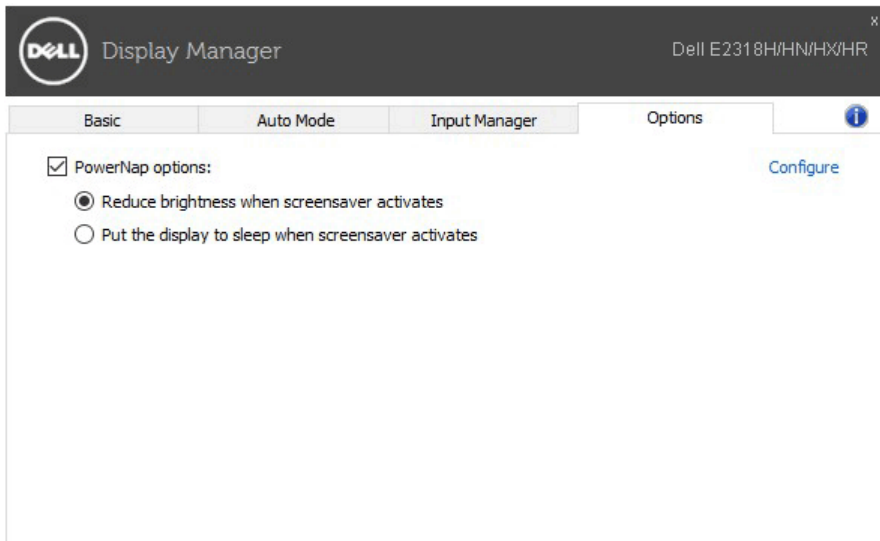 x
DELL Display Manager Dell E2318H/HN/HX/HR
Basic Auto Mode Input Manager Options i
PowerNap options: Configure
Reduce brightness when screensaver activates
Put the display to sleep when screensaver activates